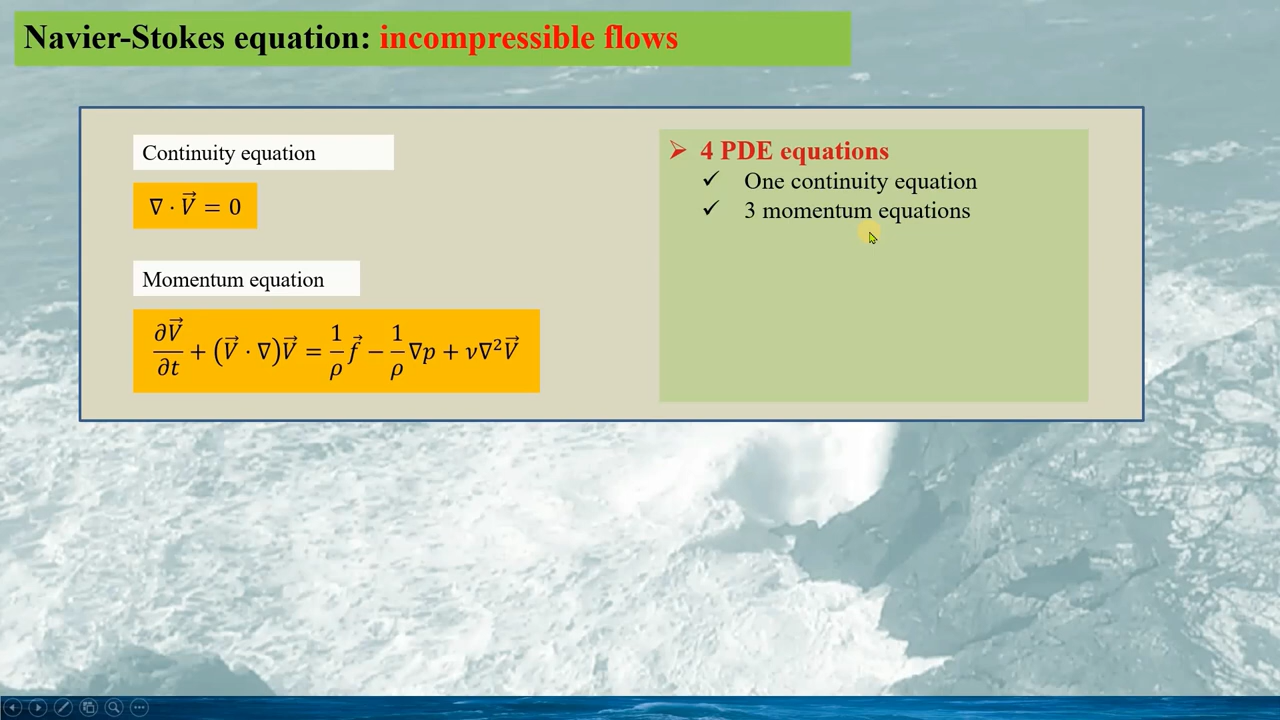 Navier-Stokes equation: incompressible flows
Continuity equation
∇ · V⃗ = 0
Momentum equation
∂V⃗/∂t + (V⃗ · ∇)V⃗ = 1/ρ f⃗ − 1/ρ ∇p + ν∇²V⃗
➢ 4 PDE equations
✓ One continuity equation
✓ 3 momentum equations